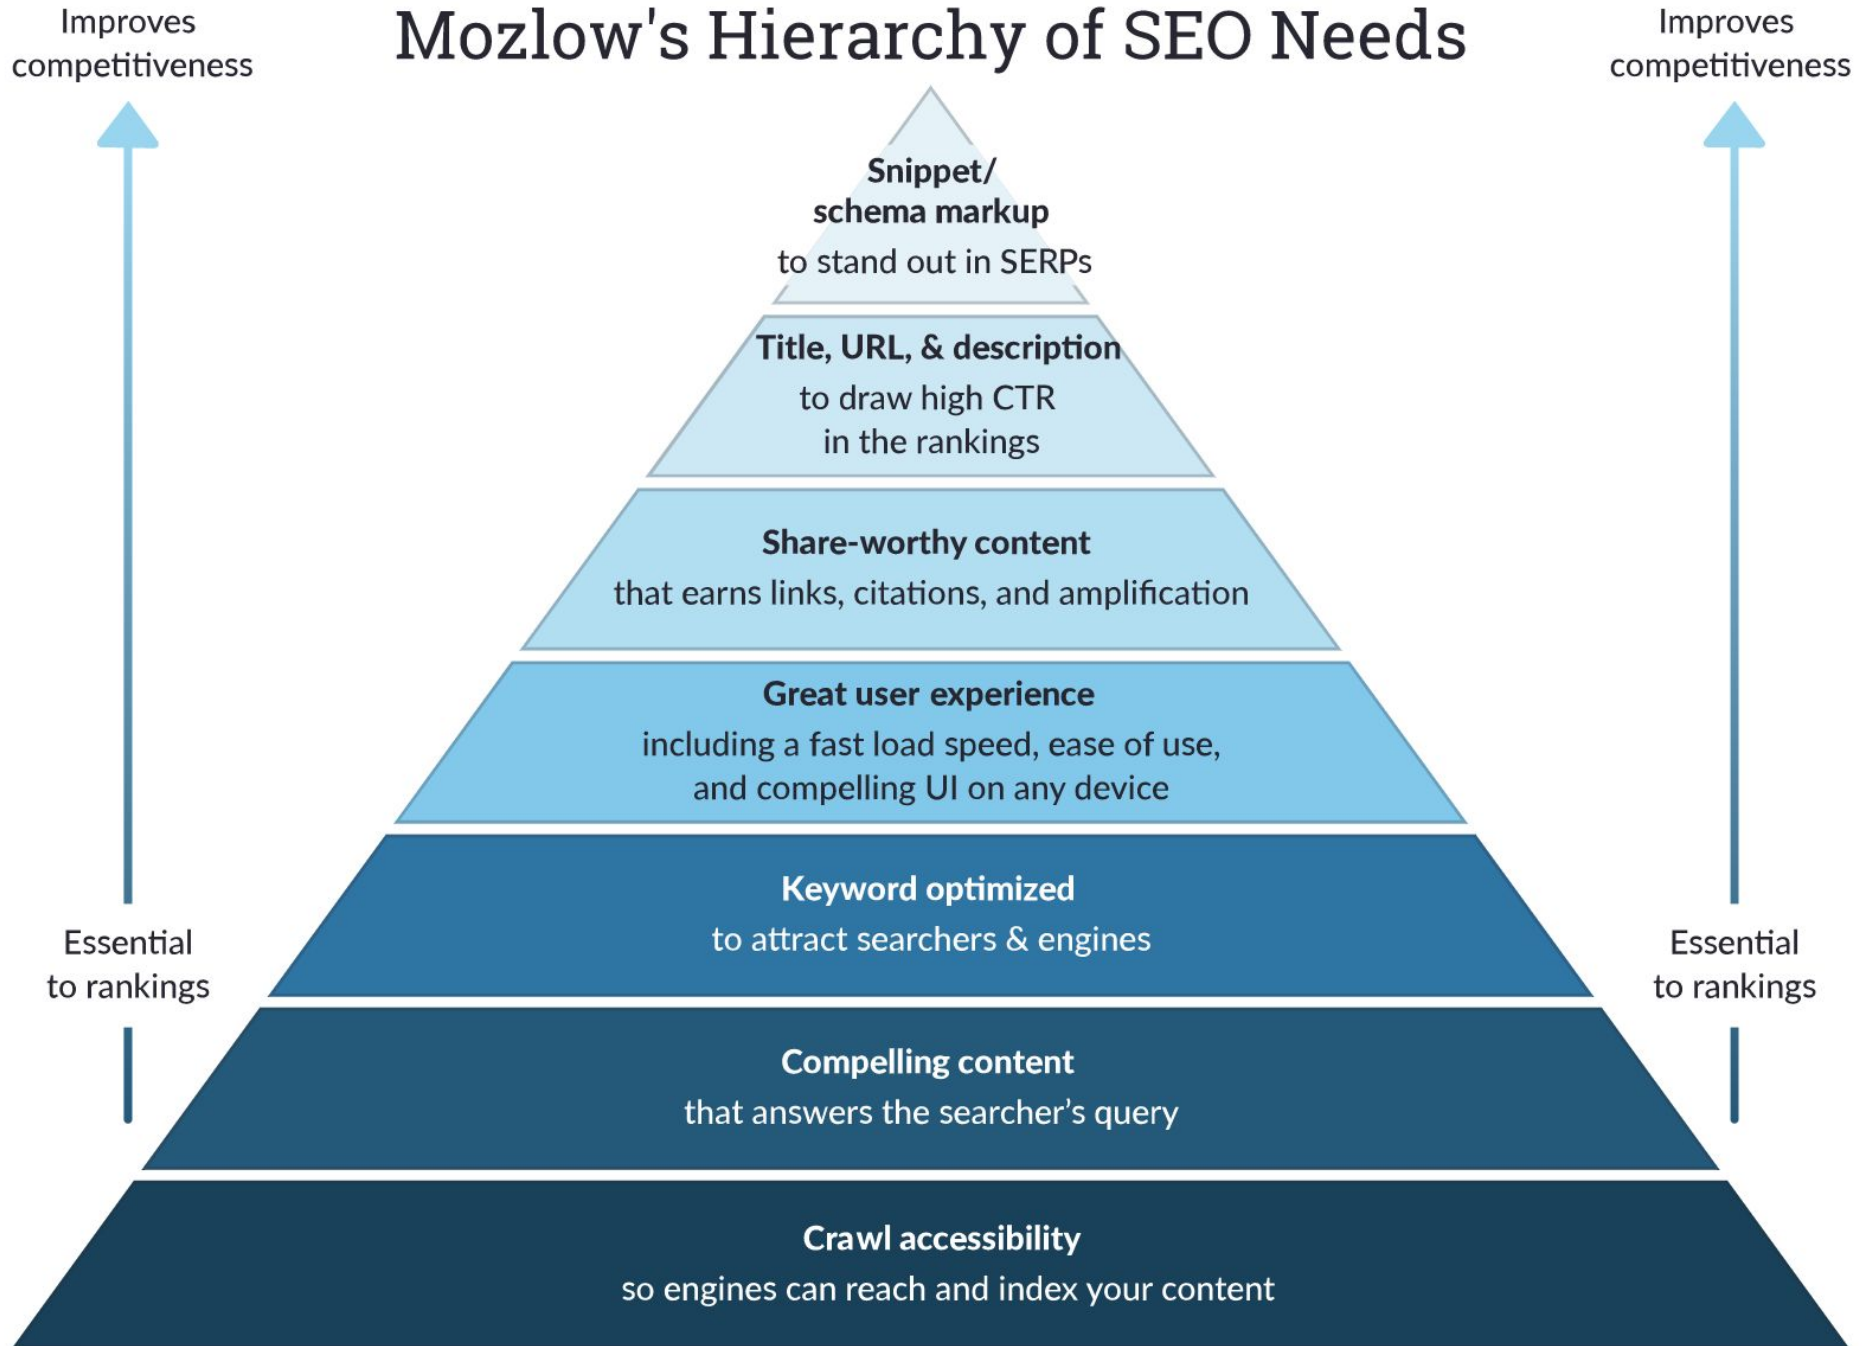 Mozlow's Hierarchy of SEO Needs
Improves
competitiveness
Improves
competitiveness
Snippet/
schema markup
to stand out in SERPs
Title, URL, & description
to draw high CTR
in the rankings
Share-worthy content
that earns links, citations, and amplification
Great user experience
including a fast load speed, ease of use,
and compelling UI on any device
Keyword optimized
to attract searchers & engines
Essential
to rankings
Essential
to rankings
Compelling content
that answers the searcher’s query
Crawl accessibility
so engines can reach and index your content